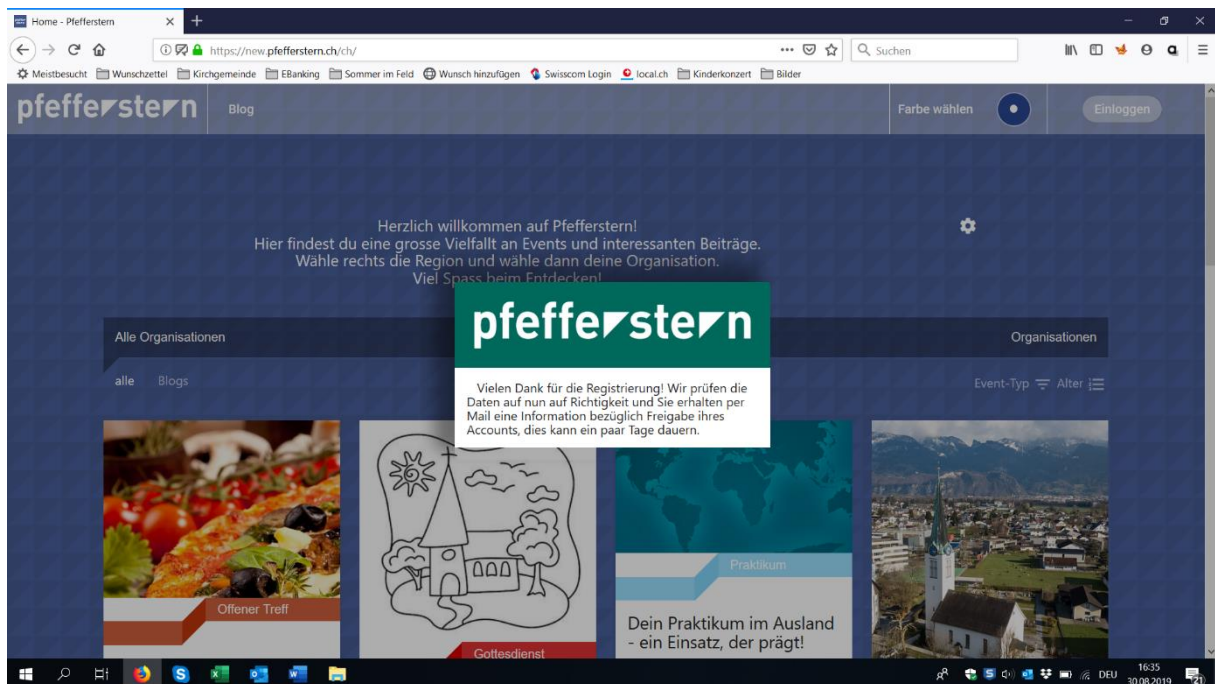 Home - Pfefferstern
https://new.pfefferstern.ch/ch/
Suchen
Meistbesucht Wunschzettel Kirchgemeinde EBanking Sommer im Feld Wunsch hinzufügen Swisscom Login local.ch Kinderkonzert Bilder
pfefferstern Blog Farbe wählen Einloggen
Herzlich willkommen auf Pfefferstern!
Hier findest du eine grosse Vielfallt an Events und interessanten Beiträge.
Wähle rechts die Region und wähle dann deine Organisation.
Viel Spass beim Entdecken!
pfefferstern
Vielen Dank für die Registrierung! Wir prüfen die
Daten auf nun auf Richtigkeit und Sie erhalten per
Mail eine Information bezüglich Freigabe ihres
Accounts, dies kann ein paar Tage dauern.
Alle Organisationen Organisationen
alle Blogs Event-Typ Alter
Offener Treff
Gottesdienst
Praktikum
Dein Praktikum im Ausland
- ein Einsatz, der prägt!
DEU
16:35
30.08.2019
21